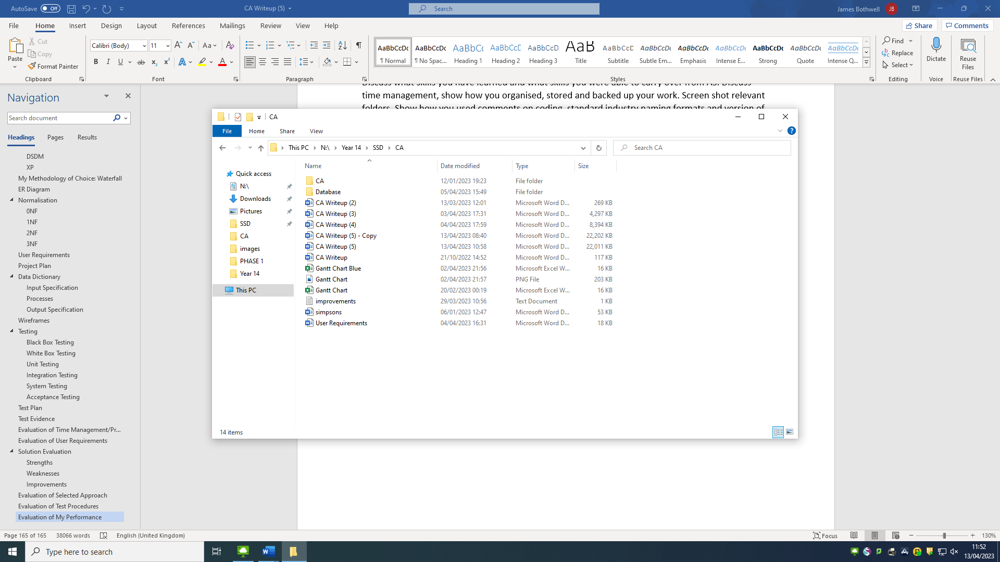 AutoSave Off
CA Writeup (5)
Search
James Bothwell JB
File Home Insert Design Layout References Mailings Review View Help
Share Comments
Paste
Cut
Copy
Format Painter
Clipboard
Calibri (Body) 11
Font
Paragraph
AaBbCcDc AaBbCcDc AaBbCc AaBbCcD AaBbCcD AaB AaBbCcD AaBbCcDc AaBbCcDc AaBbCcDc AaBbCcDc AaBbCcDc AaBbCcDc
¶ Normal ¶ No Spac... Heading 1 Heading 2 Heading 3 Title Subtitle Subtle Em... Emphasis Intense E... Strong Quote Intense Q...
Styles
Find
Replace
Select
Editing
Dictate
Voice
Reuse Files
Reuse Files
Navigation
Search document
Headings Pages Results
DSDM
XP
My Methodology of Choice: Waterfall
ER Diagram
Normalisation
0NF
1NF
2NF
3NF
User Requirements
Project Plan
Data Dictionary
Input Specification
Processes
Output Specification
Wireframes
Testing
Black Box Testing
White Box Testing
Unit Testing
Integration Testing
System Testing
Acceptance Testing
Test Plan
Test Evidence
Evaluation of Time Management/Pr...
Evaluation of User Requirements
Solution Evaluation
Strengths
Weaknesses
Improvements
Evaluation of Selected Approach
Evaluation of Test Procedures
Evaluation of My Performance
Discuss what skills you have learned and what skills you were able to carry over from AS. Discuss
time management, show how you organised, stored and backed up your work. Screen shot relevant
folders. Show how you used comments on coding, standard industry naming formats and version of
CA
File Home Share View
This PC > N:\ > Year 14 > SSD > CA
Search CA
Quick access
N:\
Downloads
Pictures
SSD
CA
images
PHASE 1
Year 14
This PC
Name Date modified Type Size
CA 12/01/2023 19:23 File folder
Database 05/04/2023 15:49 File folder
CA Writeup (2) 13/03/2023 12:01 Microsoft Word D... 269 KB
CA Writeup (3) 03/04/2023 17:31 Microsoft Word D... 4,297 KB
CA Writeup (4) 04/04/2023 17:59 Microsoft Word D... 8,394 KB
CA Writeup (5) - Copy 13/04/2023 08:40 Microsoft Word D... 22,202 KB
CA Writeup (5) 13/04/2023 10:58 Microsoft Word D... 22,011 KB
CA Writeup 21/10/2022 14:52 Microsoft Word D... 117 KB
Gantt Chart Blue 02/04/2023 21:56 Microsoft Excel W... 16 KB
Gantt Chart 02/04/2023 21:57 PNG File 203 KB
Gantt Chart 20/02/2023 00:19 Microsoft Excel W... 16 KB
improvements 29/03/2023 10:56 Text Document 1 KB
simpsons 06/01/2023 12:47 Microsoft Word D... 53 KB
User Requirements 04/04/2023 16:31 Microsoft Word D... 18 KB
14 items
Page 165 of 165 38066 words English (United Kingdom)
Focus 130%
Type here to search
11:52
13/04/2023